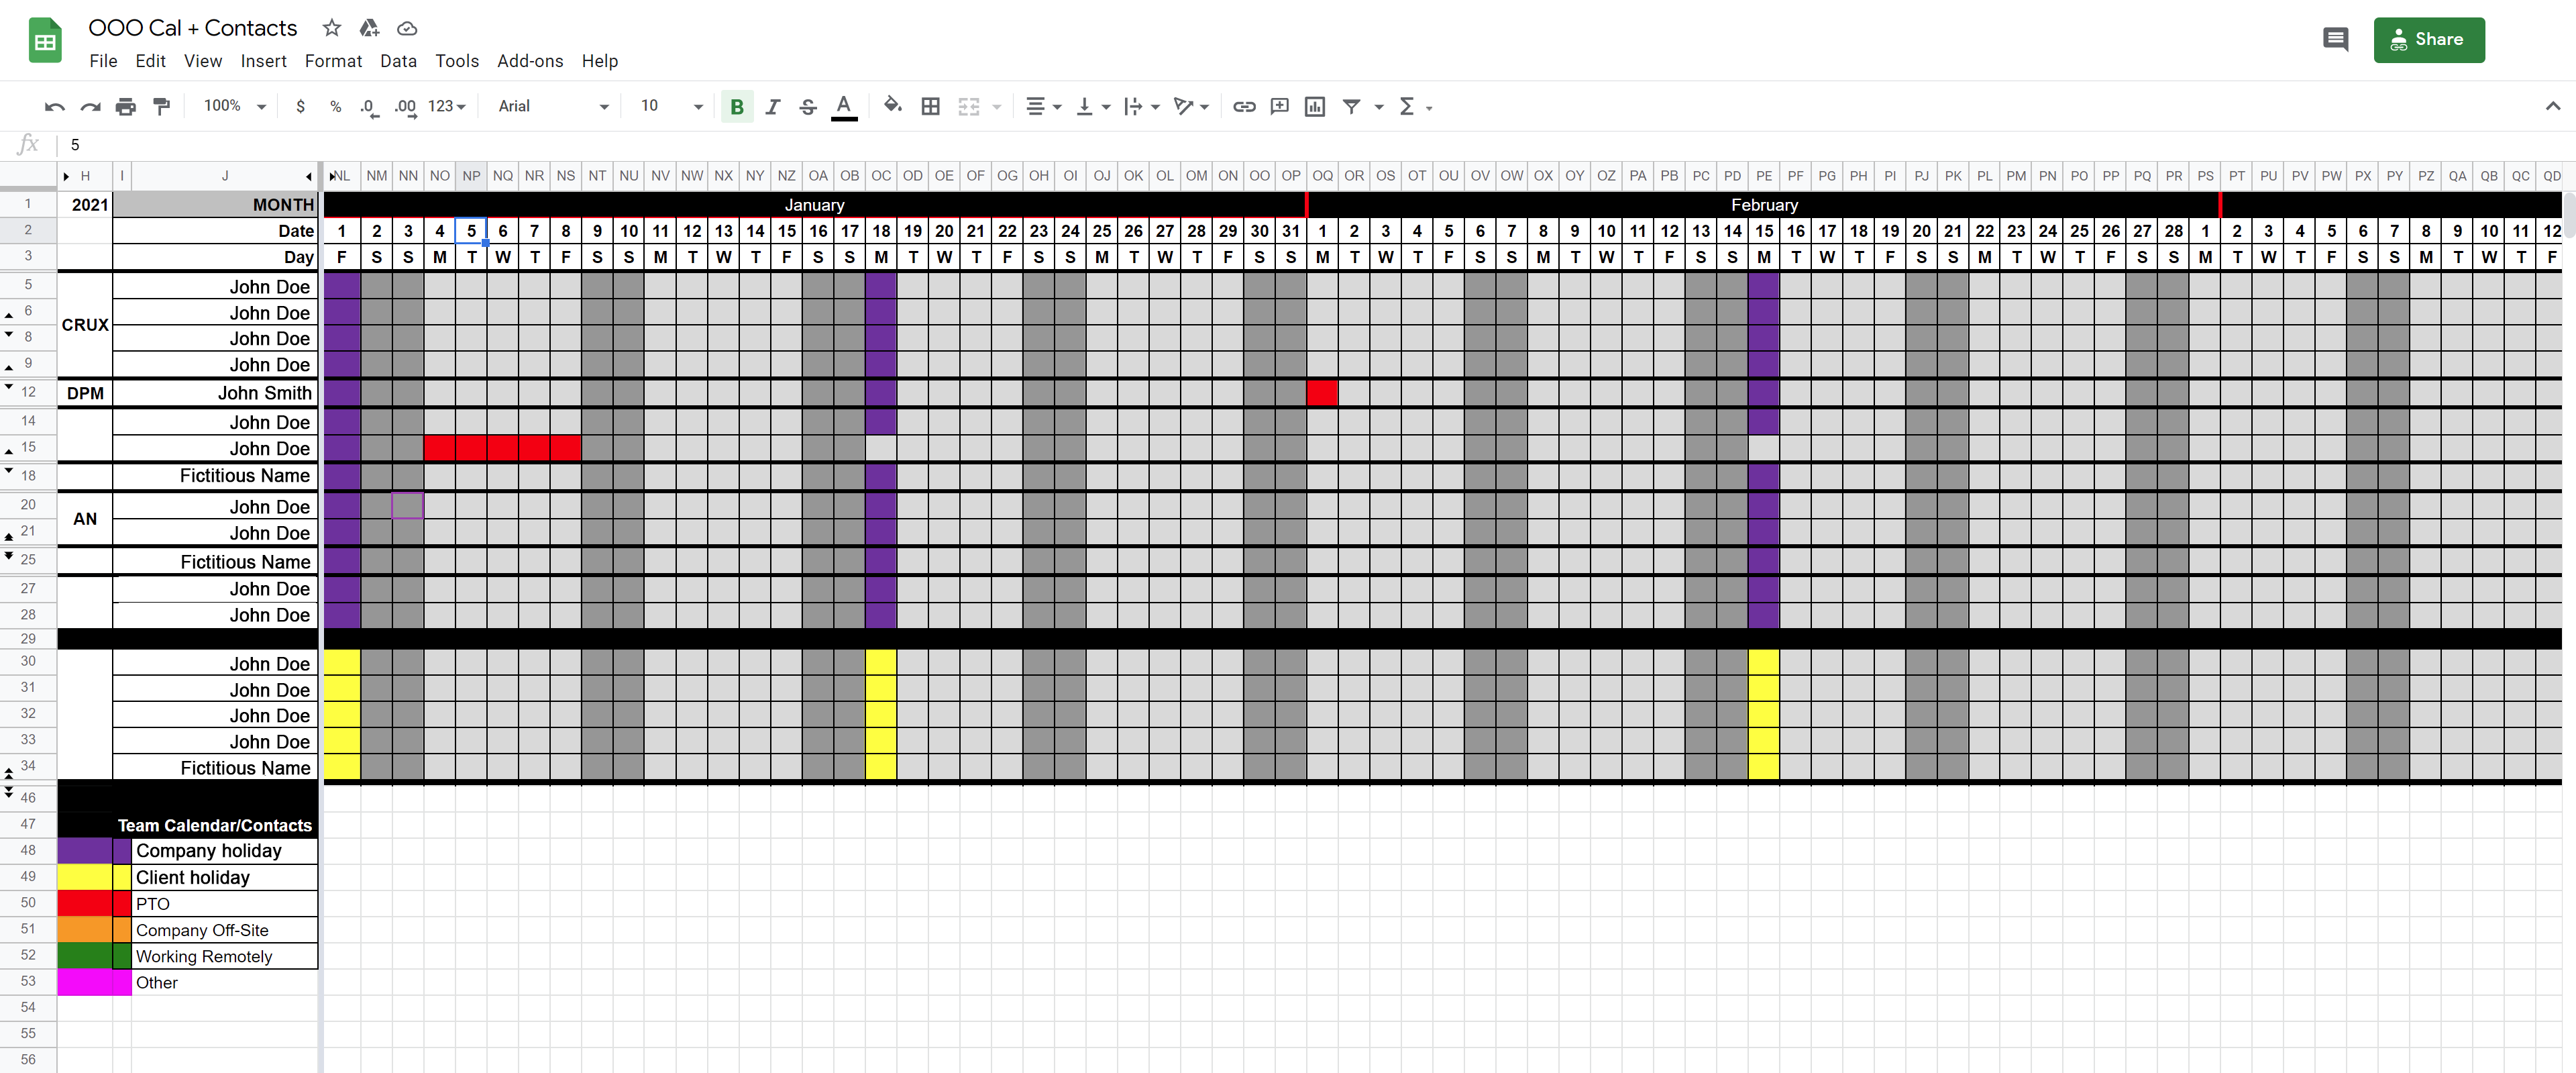 OOO Cal + Contacts
File Edit View Insert Format Data Tools Add-ons Help
Share
100% $ % .0 .00 123 Arial 10 B I S A Σ
fx 5
H I J NL NM NN NO NP NQ NR NS NT NU NV NW NX NY NZ OA OB OC OD OE OF OG OH OI OJ OK OL OM ON OO OP OQ OR OS OT OU OV OW OX OY OZ PA PB PC PD PE PF PG PH PI PJ PK PL PM PN PO PP PQ PR PS PT PU PV PW PX PY PZ QA QB QC QD
1 2021 MONTH January February
2 Date 1 2 3 4 5 6 7 8 9 10 11 12 13 14 15 16 17 18 19 20 21 22 23 24 25 26 27 28 29 30 31 1 2 3 4 5 6 7 8 9 10 11 12 13 14 15 16 17 18 19 20 21 22 23 24 25 26 27 28 1 2 3 4 5 6 7 8 9 10 11 12
3 Day F S S M T W T F S S M T W T F S S M T W T F S S M T W T F S S M T W T F S S M T W T F S S M T W T F S S M T W T F S S M T W T F S S M T W T F
5 John Doe
6 John Doe
CRUX
8 John Doe
9 John Doe
12 DPM John Smith
14 John Doe
15 John Doe
18 Fictitious Name
20 John Doe
AN
21 John Doe
25 Fictitious Name
27 John Doe
28 John Doe
29
30 John Doe
31 John Doe
32 John Doe
33 John Doe
34 Fictitious Name
46
47 Team Calendar/Contacts
48 Company holiday
49 Client holiday
50 PTO
51 Company Off-Site
52 Working Remotely
53 Other
54
55
56